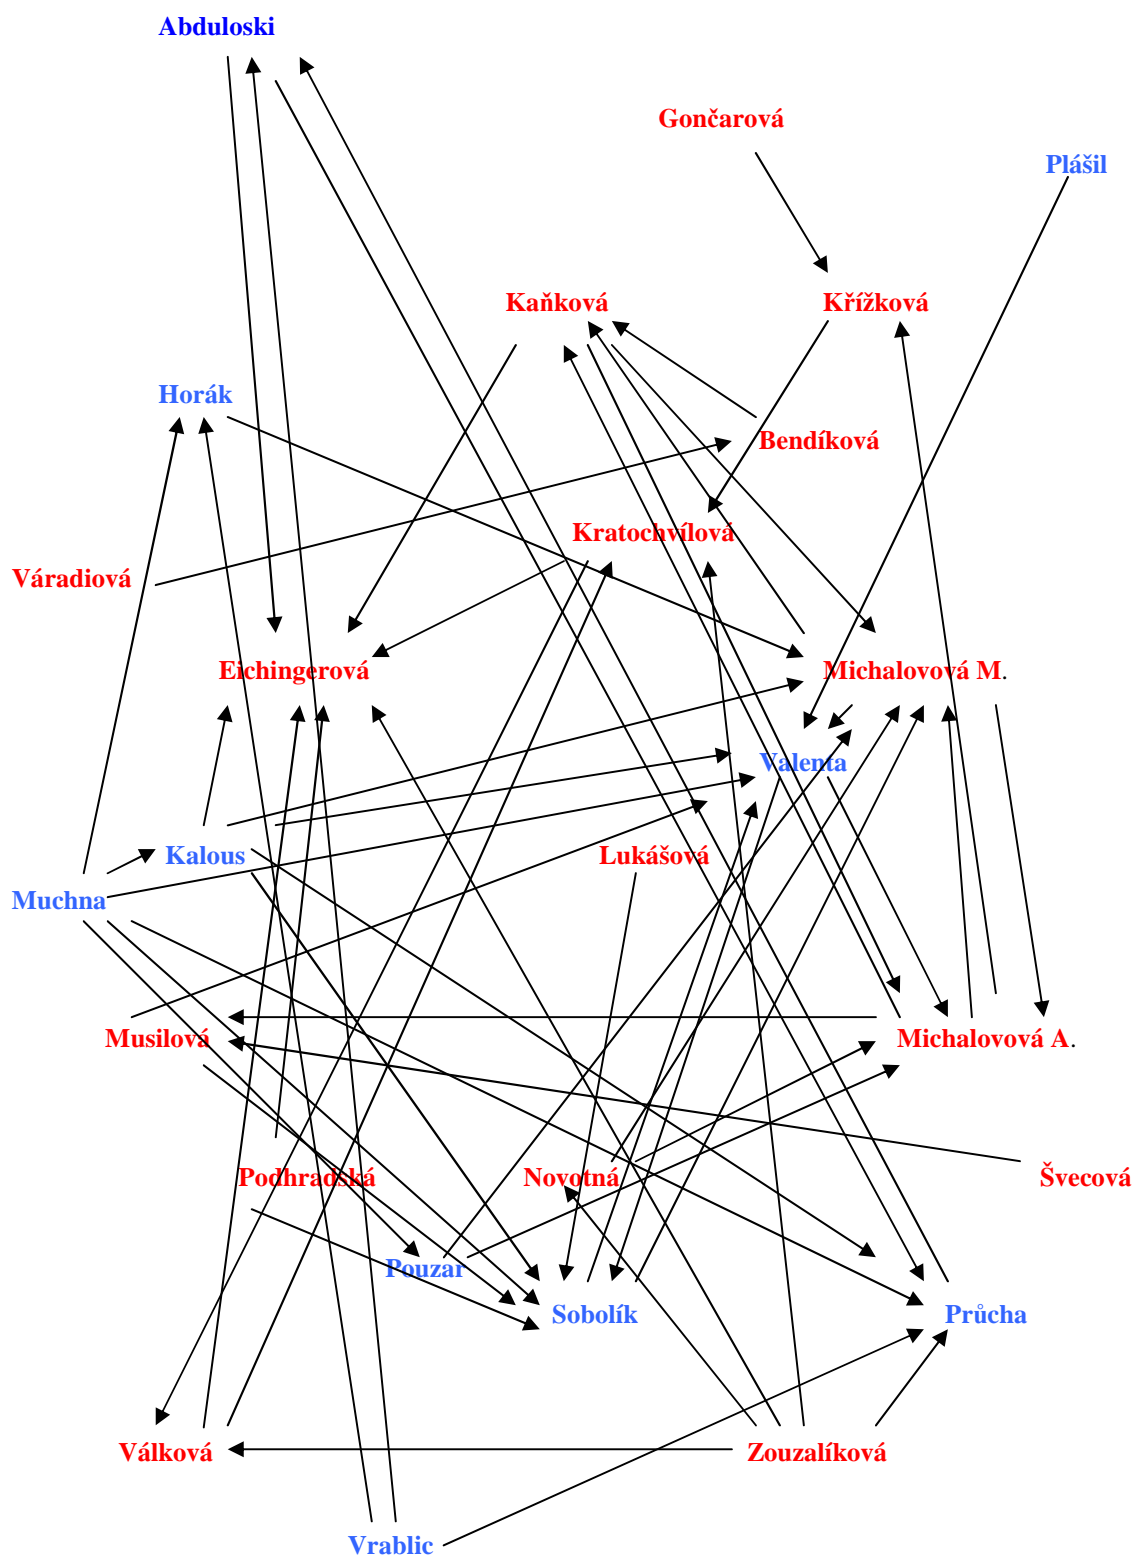 Abduloski
Gončarová
Plášil
Kaňková
Křížková
Horák
Bendíková
Kratochvílová
Váradiová
Eichingerová
Michalovová M.
Valenta
Kalous
Lukášová
Muchna
Musilová
Michalovová A.
Podhradská
Novotná
Švecová
Pouzar
Sobolík
Průcha
Válková
Zouzalíková
Vrablic